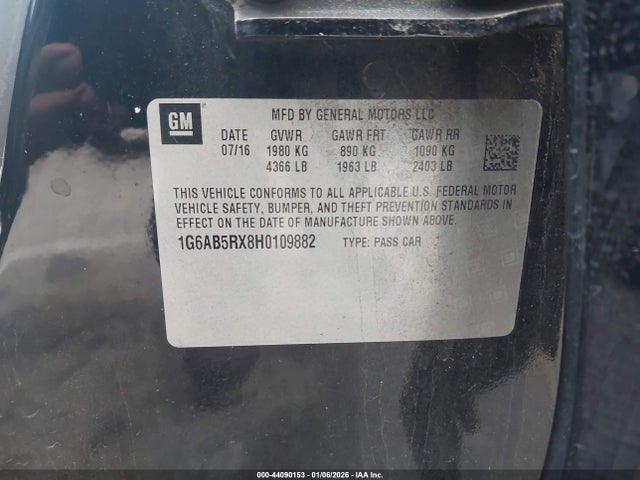 GM
MFD BY GENERAL MOTORS LLC
DATE GVWR GAWR FRT GAWR RR
07/16 1980 KG 890 KG 1090 KG
4366 LB 1963 LB 2403 LB
THIS VEHICLE CONFORMS TO ALL APPLICABLE U.S. FEDERAL MOTOR
VEHICLE SAFETY, BUMPER, AND THEFT PREVENTION STANDARDS IN
EFFECT ON THE DATE OF MANUFACTURE SHOWN ABOVE.
1G6AB5RX8H0109882 TYPE: PASS CAR
000-44090153 | 01/06/2026 | IAA Inc.